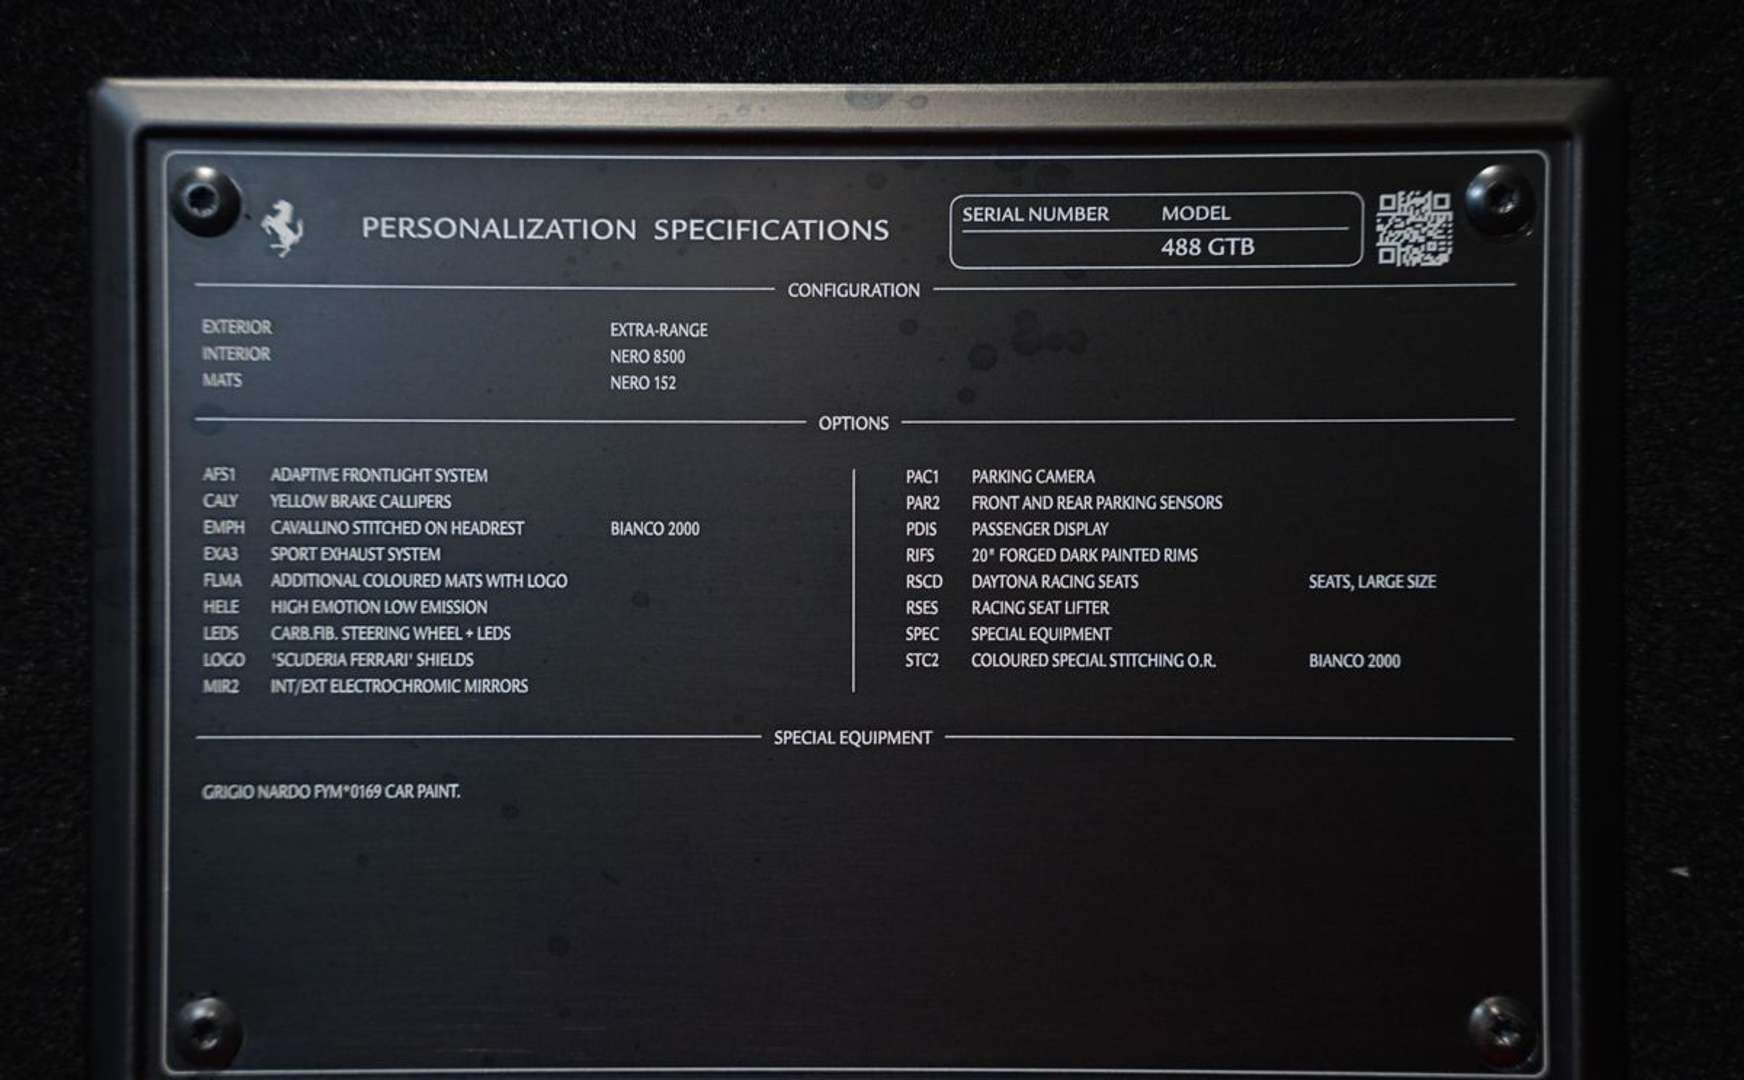 PERSONALIZATION SPECIFICATIONS
SERIAL NUMBER MODEL
488 GTB
CONFIGURATION
EXTERIOR EXTRA-RANGE
INTERIOR NERO 8500
MATS NERO 152
OPTIONS
AFS1 ADAPTIVE FRONTLIGHT SYSTEM
CALY YELLOW BRAKE CALLIPERS
EMPH CAVALLINO STITCHED ON HEADREST BIANCO 2000
EXA3 SPORT EXHAUST SYSTEM
FLMA ADDITIONAL COLOURED MATS WITH LOGO
HELE HIGH EMOTION LOW EMISSION
LEDS CARB.FIB. STEERING WHEEL + LEDS
LOGO 'SCUDERIA FERRARI' SHIELDS
MIR2 INT/EXT ELECTROCHROMIC MIRRORS
PAC1 PARKING CAMERA
PAR2 FRONT AND REAR PARKING SENSORS
PDIS PASSENGER DISPLAY
RIFS 20" FORGED DARK PAINTED RIMS
RSCD DAYTONA RACING SEATS SEATS, LARGE SIZE
RSES RACING SEAT LIFTER
SPEC SPECIAL EQUIPMENT
STC2 COLOURED SPECIAL STITCHING O.R. BIANCO 2000
SPECIAL EQUIPMENT
GRIGIO NARDO FYM*0169 CAR PAINT.